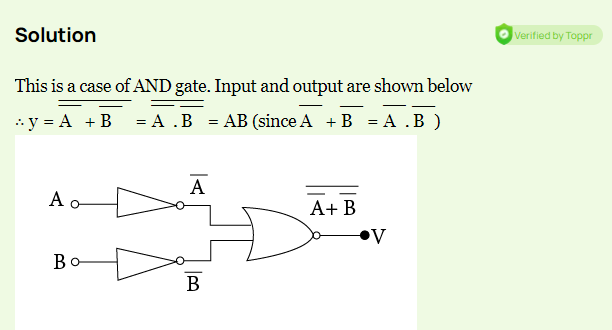 Solution
Verified by Toppr
This is a case of AND gate. Input and output are shown below
∴ y = A̿ + B̿ = A̿ . B̿ = AB (since A̅ + B̅ = A̅ . B̅ )
A
A̅
A̿+ B̿
V
B
B̅